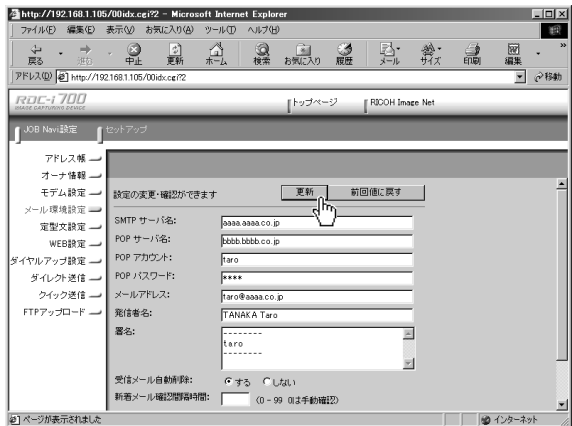 http://192.168.1.105/00idx.cgi?2 - Microsoft Internet Explorer
ファイル(F) 編集(E) 表示(V) お気に入り(A) ツール(T) ヘルプ(H)
戻る 進む 中止 更新 ホーム 検索 お気に入り 履歴 メール サイズ 印刷 編集 »
アドレス(D) http://192.168.1.105/00idx.cgi?2 移動
RDC-i 700
IMAGE CAPTURING DEVICE
トップページ RICOH Image Net
JOB Navi設定 セットアップ
アドレス帳
オーナ情報
モデム設定
メール環境設定
定型文設定
WEB設定
ダイヤルアップ設定
ダイレクト送信
クイック送信
FTPアップロード
設定の変更・確認ができます 更新 前回値に戻す
SMTP サーバ名: aaaa.aaaa.co.jp
POP サーバ名: bbbb.bbbb.co.jp
POP アカウント: taro
POP パスワード: ****
メールアドレス: taro@aaaa.co.jp
発信者名: TANAKA Taro
署名: --------
taro
--------
受信メール自動削除: する しない
新着メール確認間隔時間: (0 - 99 0は手動確認)
ページが表示されました インターネット